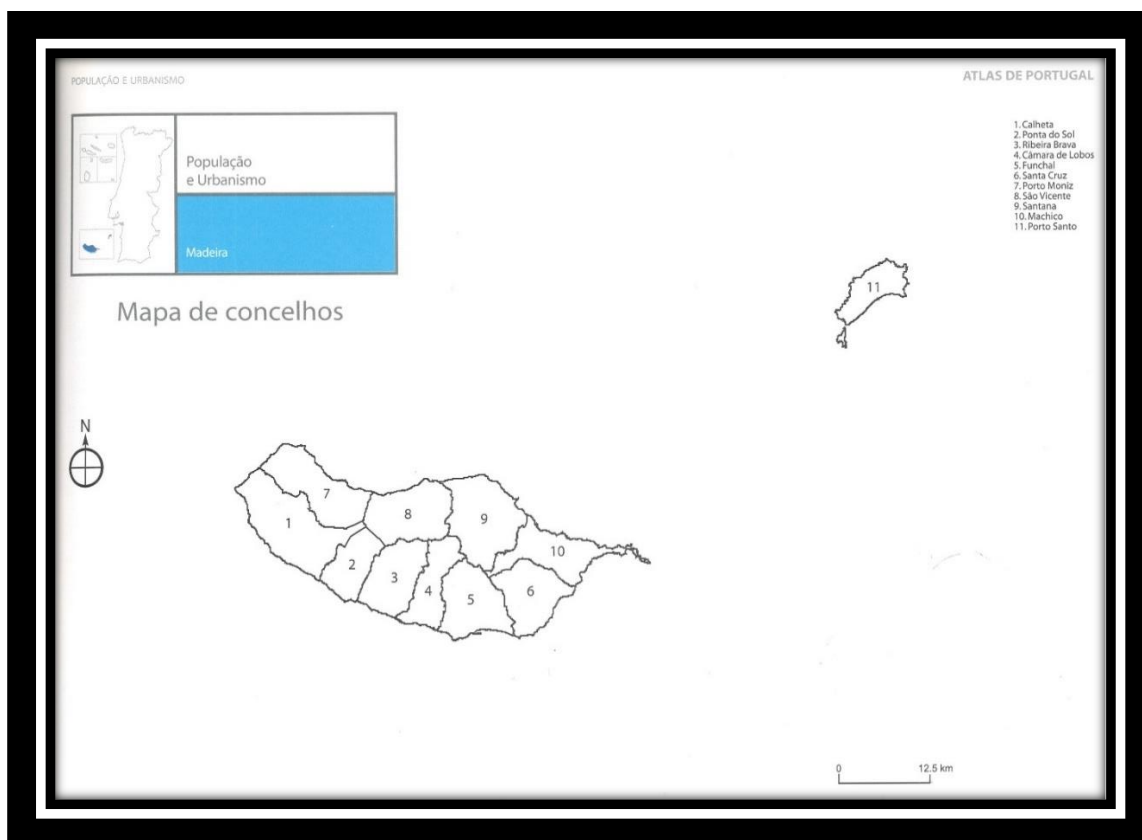 POPULAÇÃO E URBANISMO
ATLAS DE PORTUGAL
População
e Urbanismo
Madeira
Mapa de concelhos
1.Calheta
2.Ponta do Sol
3.Ribeira Brava
4.Câmara de Lobos
5.Funchal
6.Santa Cruz
7.Porto Moniz
8.São Vicente
9.Santana
10.Machico
11.Porto Santo
N
11
7
1
8
9
10
2
3
4
5
6
0 12.5 km